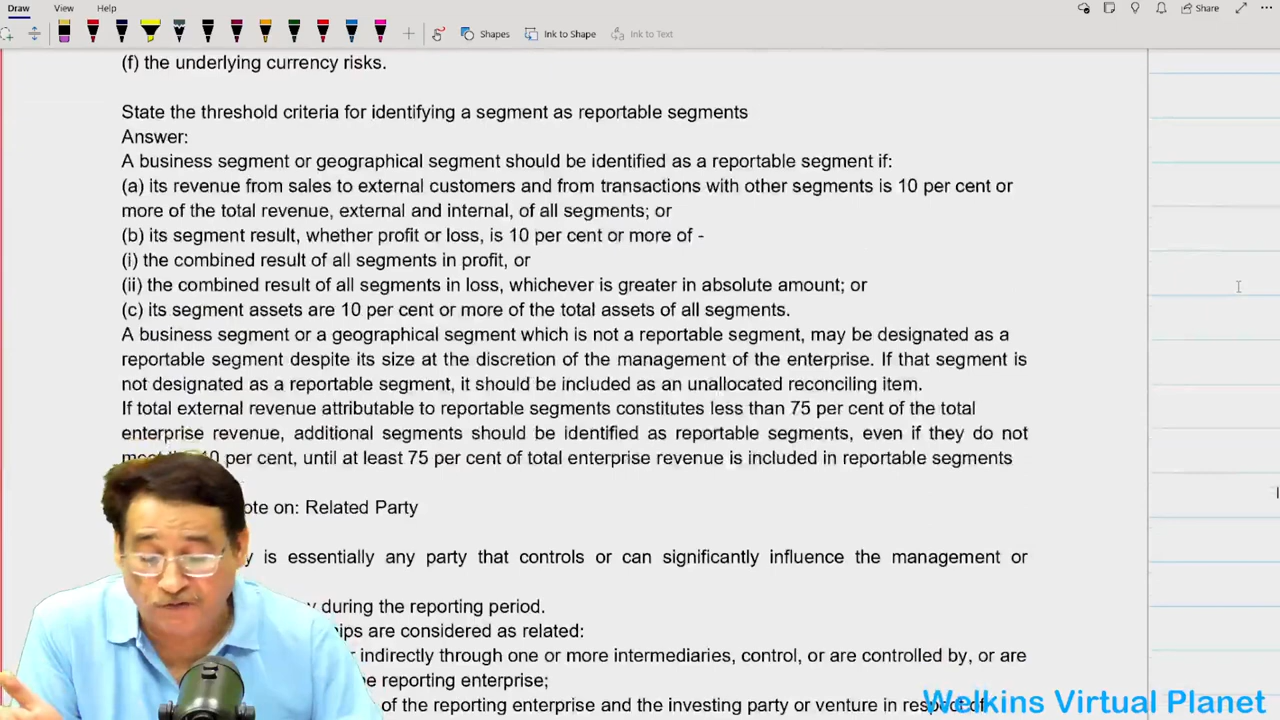 Draw View Help
Shapes Ink to Shape Ink to Text Share
(f) the underlying currency risks.
State the threshold criteria for identifying a segment as reportable segments
Answer:
A business segment or geographical segment should be identified as a reportable segment if:
(a) its revenue from sales to external customers and from transactions with other segments is 10 per cent or
more of the total revenue, external and internal, of all segments; or
(b) its segment result, whether profit or loss, is 10 per cent or more of -
(i) the combined result of all segments in profit, or
(ii) the combined result of all segments in loss, whichever is greater in absolute amount; or
(c) its segment assets are 10 per cent or more of the total assets of all segments.
A business segment or a geographical segment which is not a reportable segment, may be designated as a
reportable segment despite its size at the discretion of the management of the enterprise. If that segment is
not designated as a reportable segment, it should be included as an unallocated reconciling item.
If total external revenue attributable to reportable segments constitutes less than 75 per cent of the total
enterprise revenue, additional segments should be identified as reportable segments, even if they do not
10 per cent, until at least 75 per cent of total enterprise revenue is included in reportable segments
on: Related Party
is essentially any party that controls or can significantly influence the management or
during the reporting period.
are considered as related:
indirectly through one or more intermediaries, control, or are controlled by, or are
reporting enterprise;
of the reporting enterprise and the investing party or venture in respect of
Welkins Virtual Planet